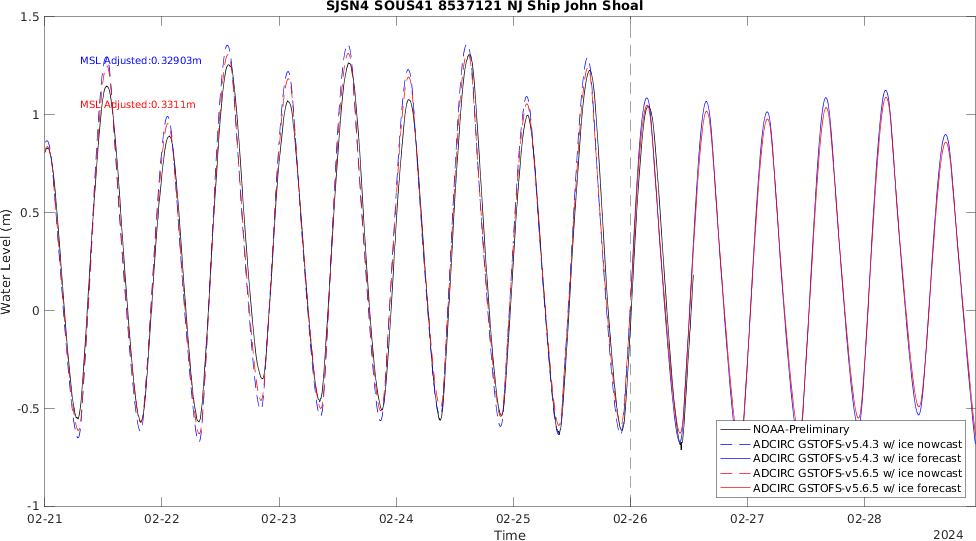 SJSN4 SOUS41 8537121 NJ Ship John Shoal
1.5
MSL Adjusted:0.32903m
MSL Adjusted:0.3311m
1
0.5
Water Level (m)
0
-0.5
-1
NOAA-Preliminary
ADCIRC GSTOFS-v5.4.3 w/ ice nowcast
ADCIRC GSTOFS-v5.4.3 w/ ice forecast
ADCIRC GSTOFS-v5.6.5 w/ ice nowcast
ADCIRC GSTOFS-v5.6.5 w/ ice forecast
02-21 02-22 02-23 02-24 02-25 02-26 02-27 02-28
Time
2024